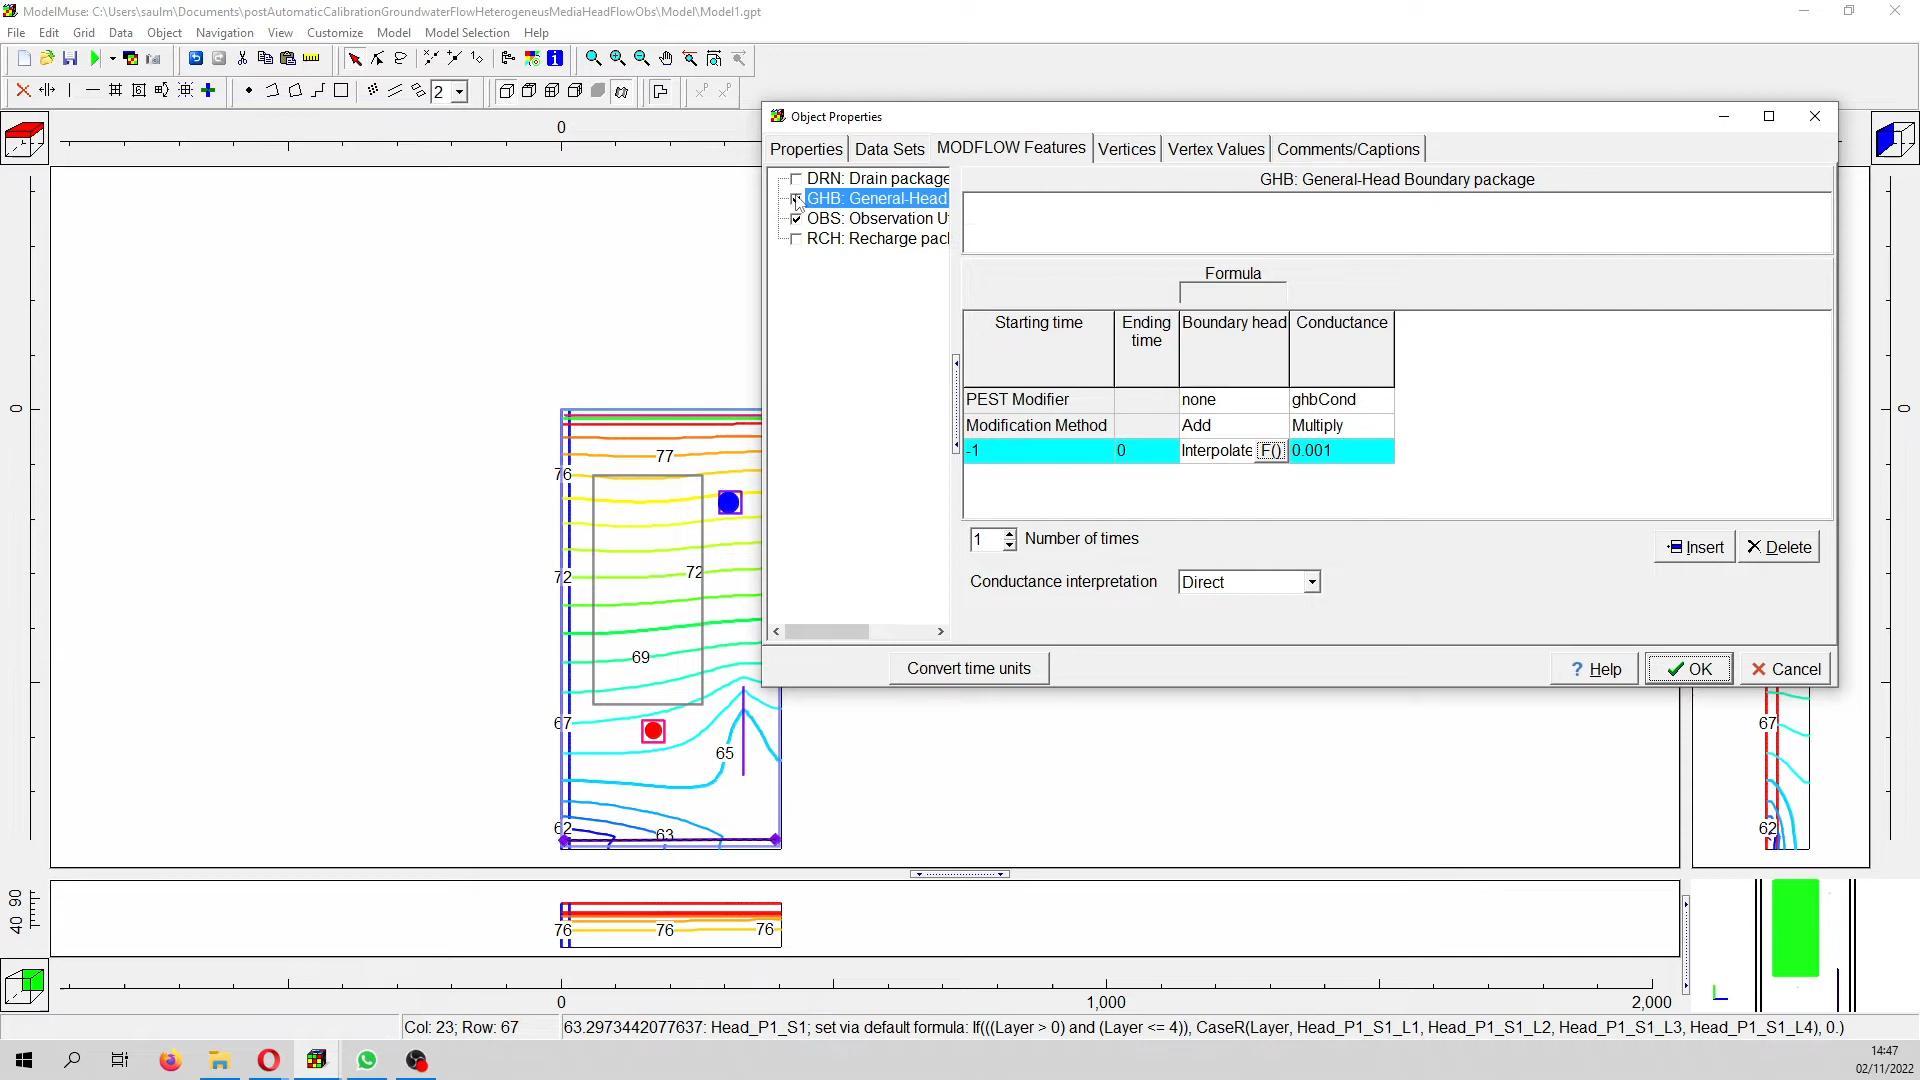 ModelMuse: C:\Users\saulm\Documents\postAutomaticCalibrationGroundwaterFlowHeterogeneusMediaHeadFlowObs\Model\Model1.gpt
File Edit Grid Data Object Navigation View Customize Model Model Selection Help
2
0
Object Properties
Properties Data Sets MODFLOW Features Vertices Vertex Values Comments/Captions
DRN: Drain package
GHB: General-Head
OBS: Observation U
RCH: Recharge pac
GHB: General-Head Boundary package
Formula
Starting time Ending time Boundary head Conductance
PEST Modifier none ghbCond
Modification Method Add Multiply
-1 0 Interpolate F() 0.001
1 Number of times
Insert Delete
Conductance interpretation Direct
Convert time units ? Help OK Cancel
0 0
77
76
72 72
69
67 67
65
62 63 62
40 90
76 76 76
0 1,000 2,000
Col: 23; Row: 67 63.2973442077637: Head_P1_S1; set via default formula: If(((Layer > 0) and (Layer <= 4)), CaseR(Layer, Head_P1_S1_L1, Head_P1_S1_L2, Head_P1_S1_L3, Head_P1_S1_L4), 0.)
14:47
02/11/2022